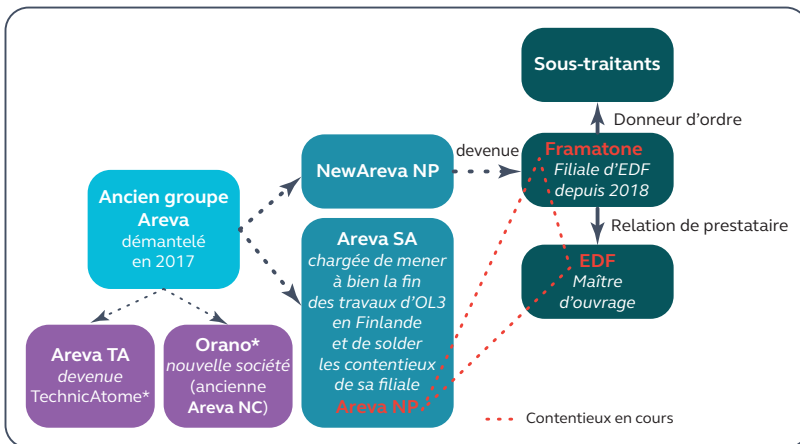 Sous-traitants
Donneur d’ordre
NewAreva NP
devenue
Framatone
Filiale d’EDF
depuis 2018
Ancien groupe
Areva
démantelé
en 2017
Relation de prestataire
Areva SA
chargée de mener
à bien la fin
des travaux d’OL3
en Finlande
et de solder
les contentieux
de sa filiale
Areva NP
EDF
Maître
d’ouvrage
Areva TA
devenue
TechnicAtome*
Orano*
nouvelle société
(ancienne
Areva NC)
Contentieux en cours